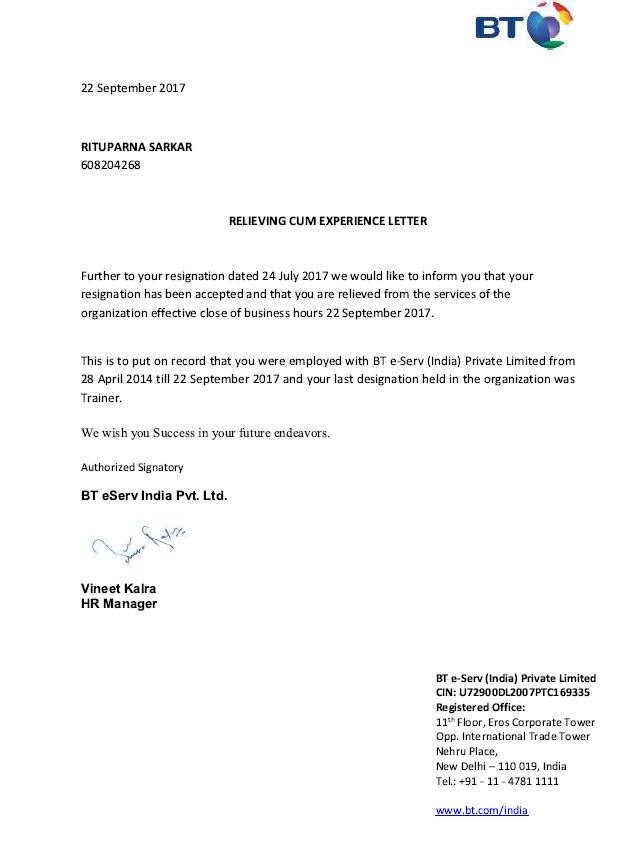 BT
22 September 2017
RITUPARNA SARKAR
608204268
RELIEVING CUM EXPERIENCE LETTER
Further to your resignation dated 24 July 2017 we would like to inform you that your
resignation has been accepted and that you are relieved from the services of the
organization effective close of business hours 22 September 2017.
This is to put on record that you were employed with BT e-Serv (India) Private Limited from
28 April 2014 till 22 September 2017 and your last designation held in the organization was
Trainer.
We wish you Success in your future endeavors.
Authorized Signatory
BT eServ India Pvt. Ltd.
Vineet Kalra
HR Manager
BT e-Serv (India) Private Limited
CIN: U72900DL2007PTC169335
Registered Office:
11th Floor, Eros Corporate Tower
Opp. International Trade Tower
Nehru Place,
New Delhi – 110 019, India
Tel.: +91 - 11 - 4781 1111
www.bt.com/india